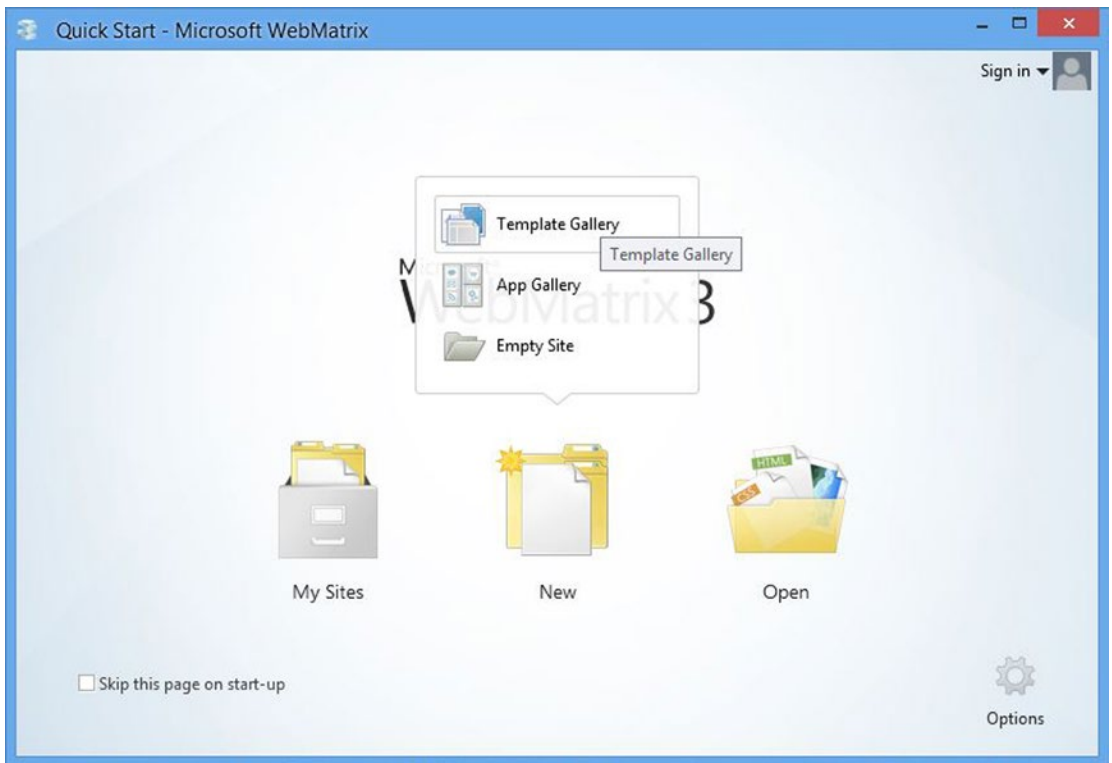 Quick Start - Microsoft WebMatrix
Sign in
Template Gallery
Template Gallery
Microsoft®
App Gallery
WebMatrix 3
Empty Site
HTML
CSS
My Sites
New
Open
Skip this page on start-up
Options